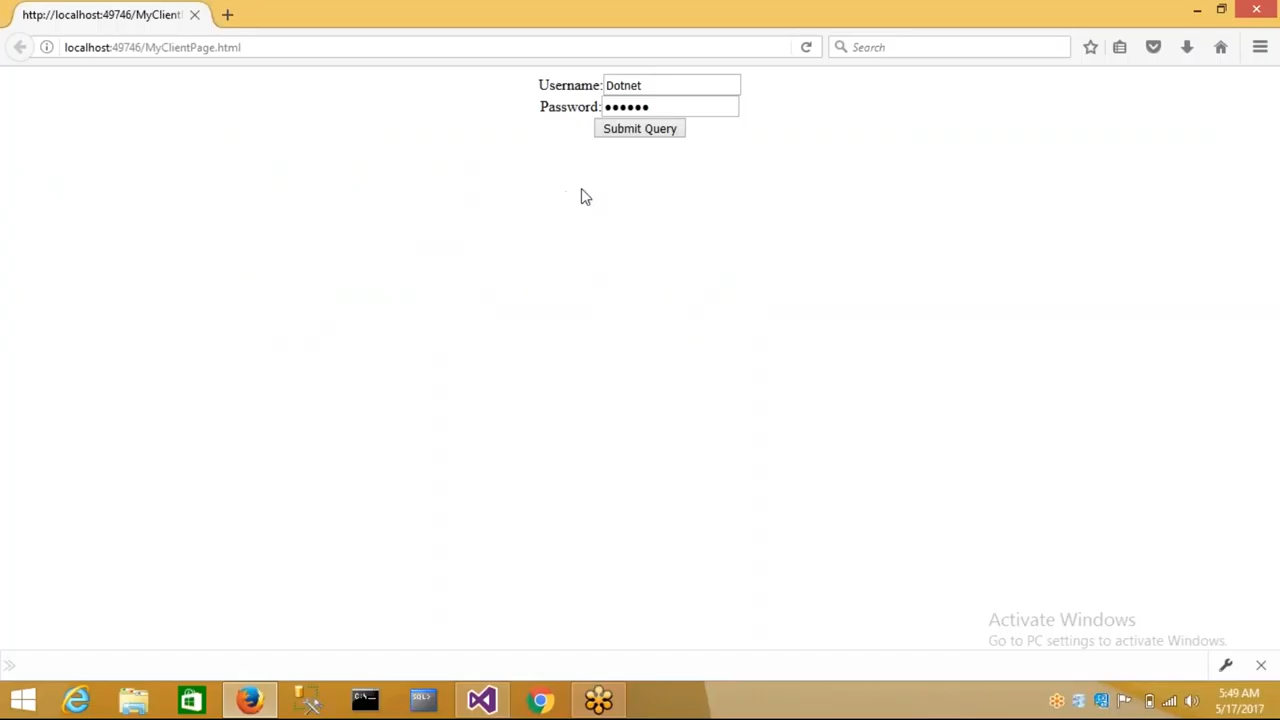 http://localhost:49746/MyClient
localhost:49746/MyClientPage.html
Search
Username:
Dotnet
Password:
••••••
Submit Query
Activate Windows
Go to PC settings to activate Windows.
C:\.
SQL>
5:49 AM
5/17/2017